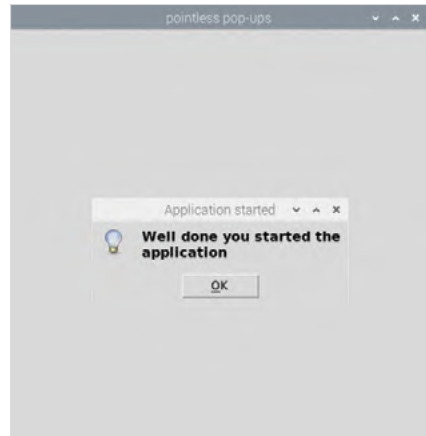 pointless pop-ups
Application started
Well done you started the
application
OK